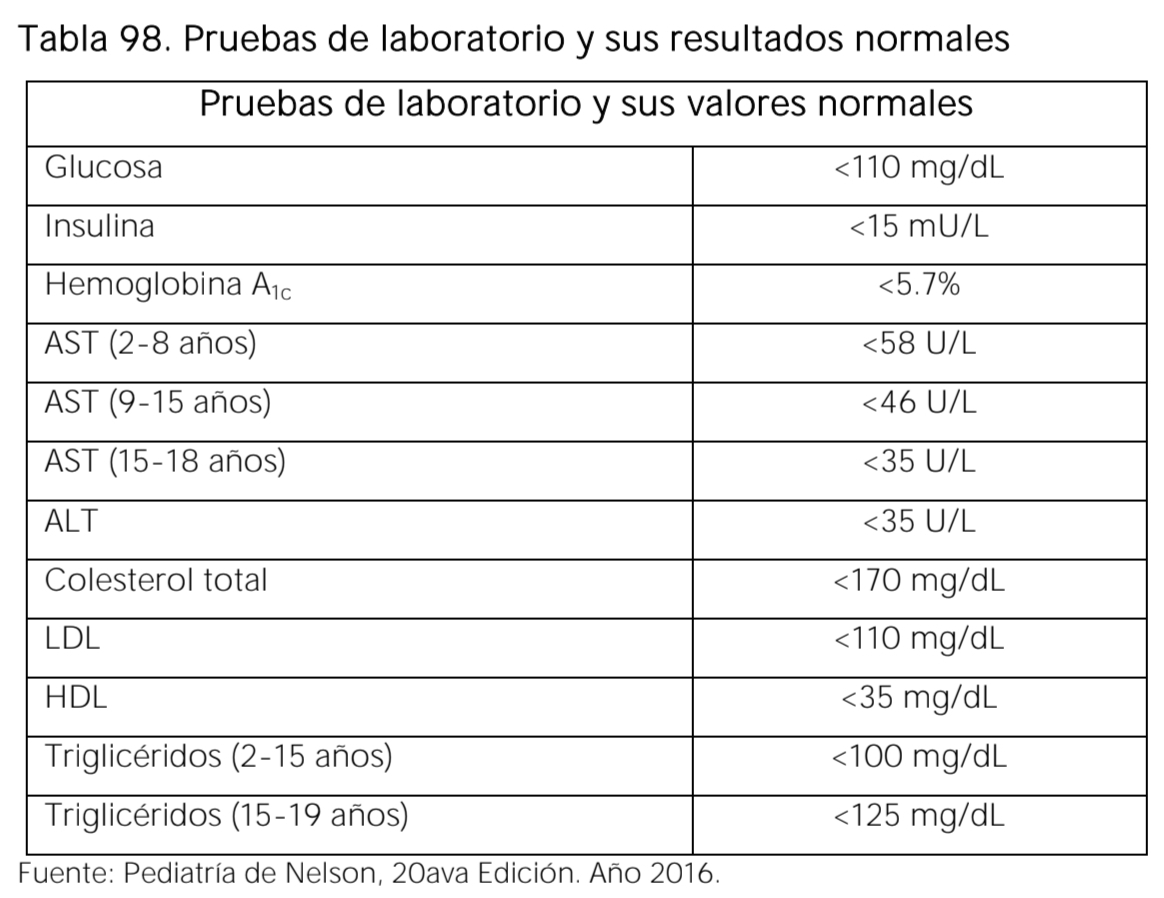 Tabla 98. Pruebas de laboratorio y sus resultados normales
Pruebas de laboratorio y sus valores normales
Glucosa <110 mg/dL
Insulina <15 mU/L
Hemoglobina A1c <5.7%
AST (2-8 años) <58 U/L
AST (9-15 años) <46 U/L
AST (15-18 años) <35 U/L
ALT <35 U/L
Colesterol total <170 mg/dL
LDL <110 mg/dL
HDL <35 mg/dL
Triglicéridos (2-15 años) <100 mg/dL
Triglicéridos (15-19 años) <125 mg/dL
Fuente: Pediatría de Nelson, 20ava Edición. Año 2016.